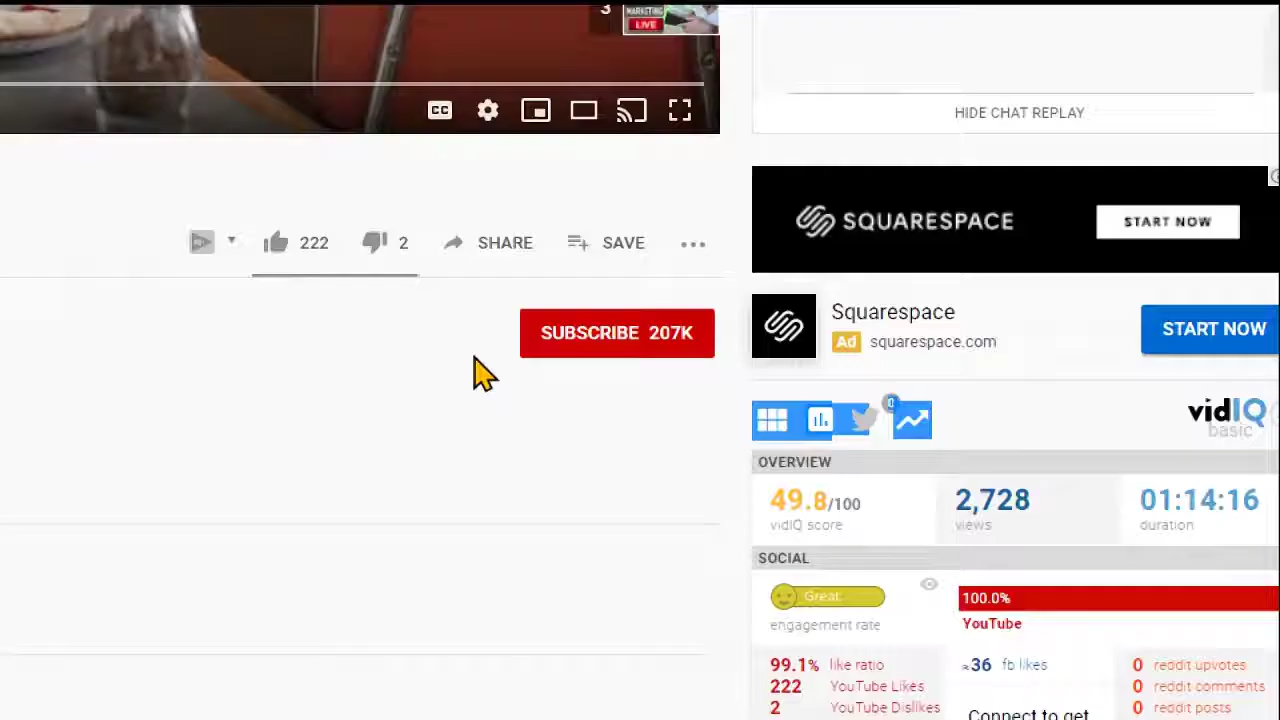 3
MARKETING
LIVE
CC
HIDE CHAT REPLAY
SQUARESPACE
START NOW
222
2
SHARE
SAVE
SUBSCRIBE 207K
Squarespace
Ad squarespace.com
START NOW
0
vidIQ
basic
OVERVIEW
49.8/100
vidIQ score
2,728
views
01:14:16
duration
SOCIAL
Great
engagement rate
100.0%
YouTube
99.1% like ratio
222 YouTube Likes
2 YouTube Dislikes
≈36 fb likes
Connect to get
0 reddit upvotes
0 reddit comments
0 reddit posts